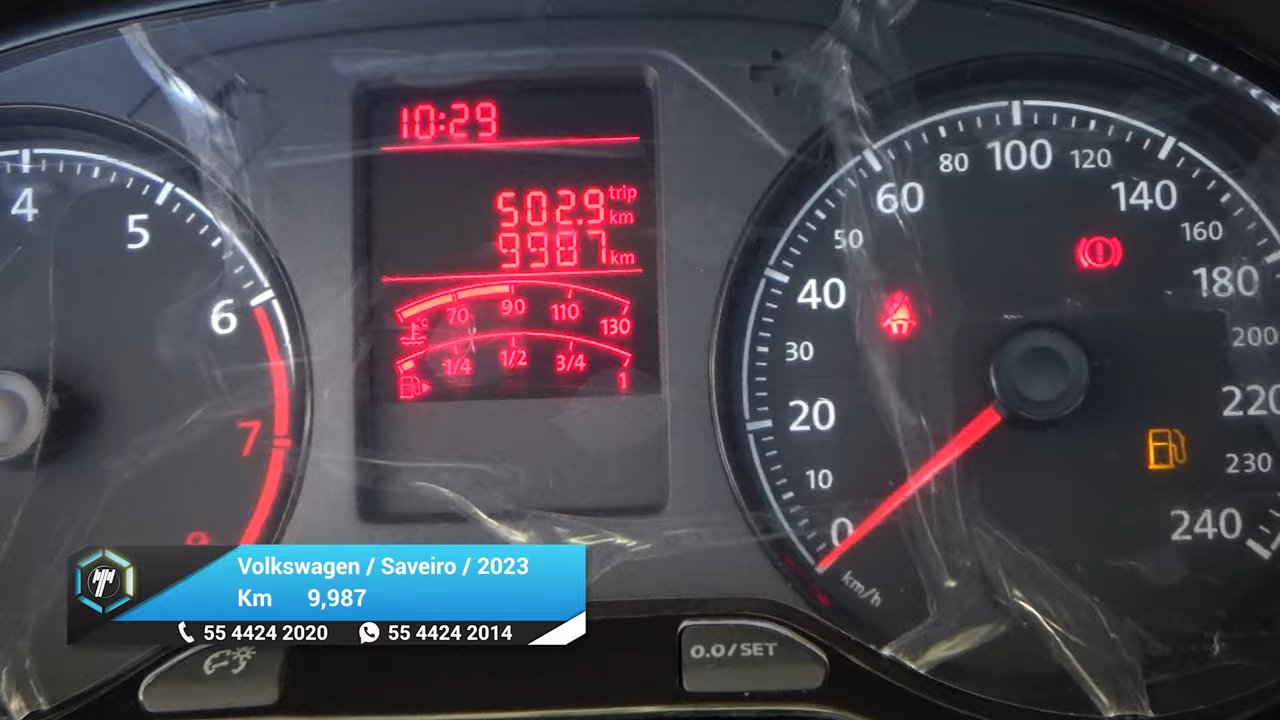 10:29
502.9 trip km
9987 km
70 90 110 130
°C
1/4 1/2 3/4 1
4 5 6 7 8
0 10 20 30 40 50 60 80 100 120 140 160 180 200 220 230 240
km/h
0.0/SET
Volkswagen / Saveiro / 2023
Km 9,987
55 4424 2020 55 4424 2014